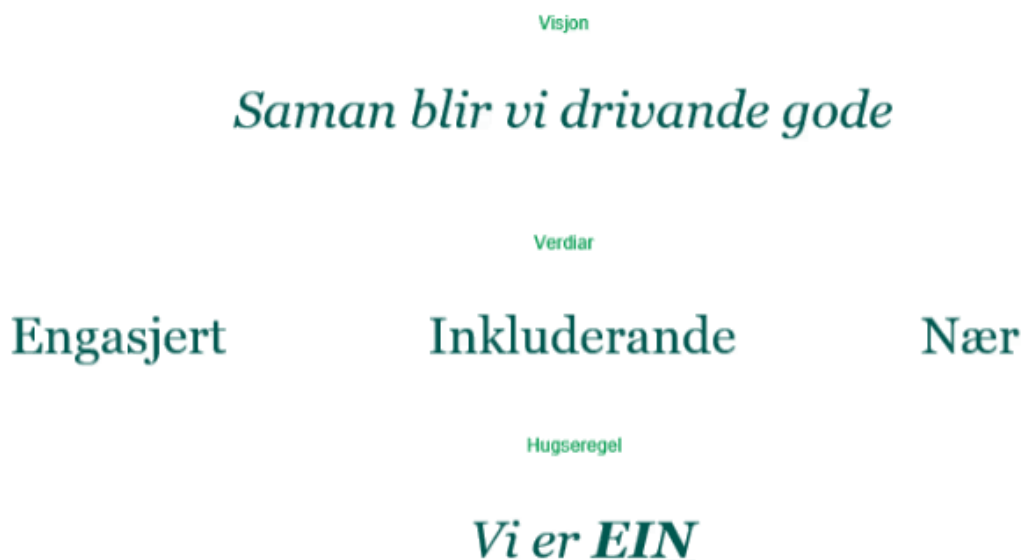 Visjon
Saman blir vi drivande gode
Verdiar
Engasjert Inkluderande Nær
Hugseregel
Vi er EIN